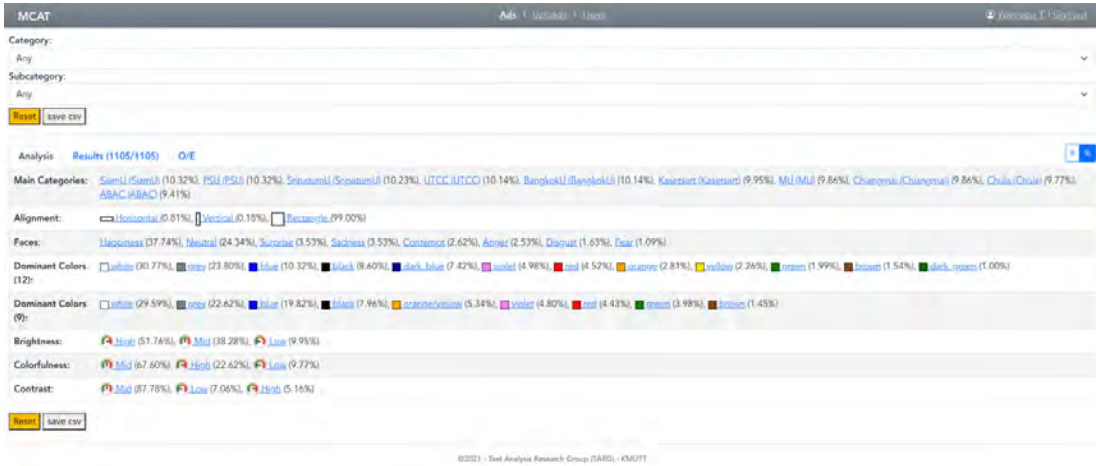 MCAT Ads | Uploads | Users
Category:
Any
Subcategory:
Any
Reset save csv
Analysis Results (1105/1105) O/E
Main Categories: SiamU (SiamU) (10.32%), PSU (PSU) (10.32%), SripatumU (SripatumU) (10.23%), UTCC (UTCC) (10.14%), BangkokU (BangkokU) (10.14%), Kasetsart (Kasetsart) (9.95%), MU (MU) (9.86%), Chiangmai (Chiangmai) (9.86%), Chula (Chula) (9.77%),
ABAC (ABAC) (9.41%)
Alignment: Horizontal (0.81%), Vertical (0.18%), Rectangle (99.00%)
Faces: Happiness (37.74%), Neutral (24.34%), Surprise (3.53%), Sadness (3.53%), Contempt (2.62%), Anger (2.53%), Disgust (1.63%), Fear (1.09%)
Dominant Colors white (30.77%), grey (23.80%), blue (10.32%), black (8.60%), dark_blue (7.42%), violet (4.98%), red (4.52%), orange (2.81%), yellow (2.26%), green (1.99%), brown (1.54%), dark_green (1.00%)
(12):
Dominant Colors white (29.59%), grey (22.62%), blue (19.82%), black (7.96%), orange/yellow (5.34%), violet (4.80%), red (4.43%), green (3.98%), brown (1.45%)
(9):
Brightness: High (51.76%), Mid (38.28%), Low (9.95%)
Colorfulness: Mid (67.60%), High (22.62%), Low (9.77%)
Contrast: Mid (87.78%), Low (7.06%), High (5.16%)
Reset save csv
©2021 - Text Analysis Research Group (TARG) - KMUTT